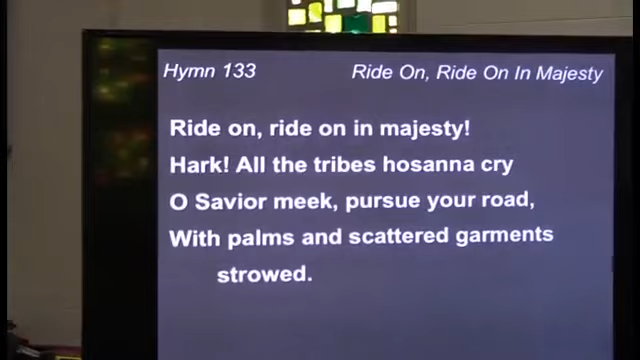 Hymn 133 Ride On, Ride On In Majesty
Ride on, ride on in majesty!
Hark! All the tribes hosanna cry
O Savior meek, pursue your road,
With palms and scattered garments
strowed.